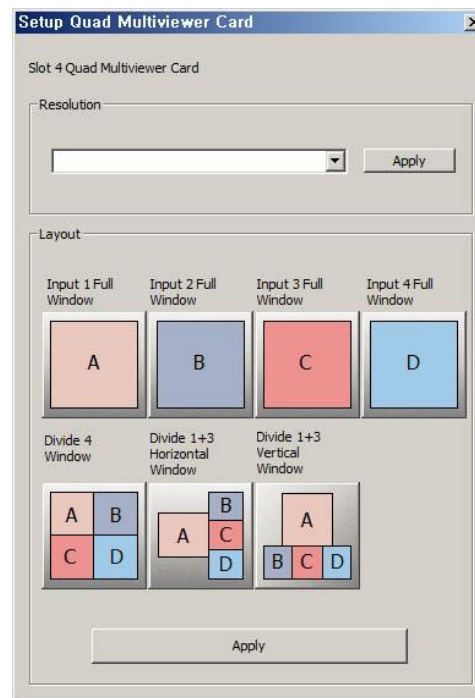 Setup Quad Multiviewer Card
Slot 4 Quad Multiviewer Card
Resolution
Apply
Layout
Input 1 Full Window
Input 2 Full Window
Input 3 Full Window
Input 4 Full Window
A
B
C
D
Divide 4 Window
Divide 1+3 Horizontal Window
Divide 1+3 Vertical Window
A B
C D
B
A C
D
A
B C D
Apply